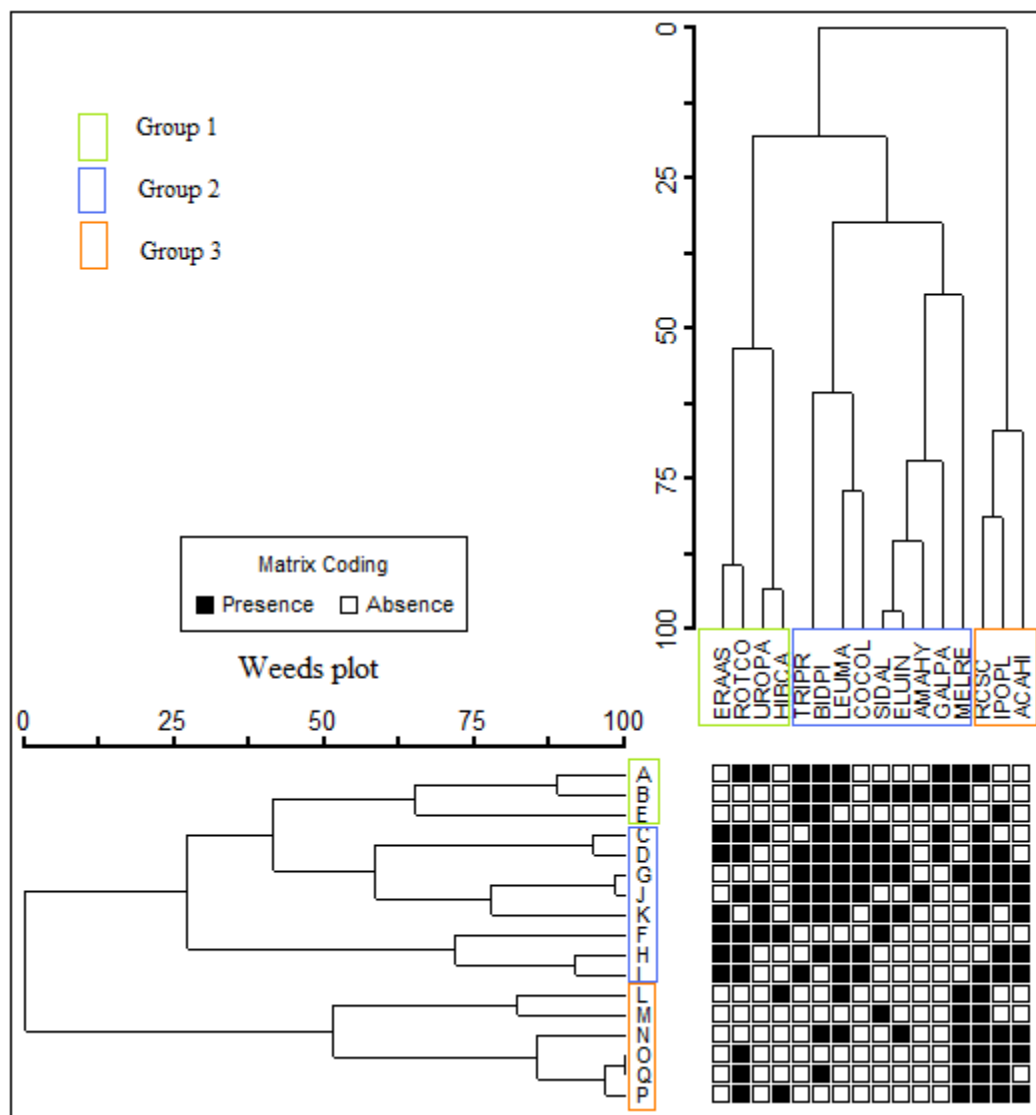 Group 1
Group 2
Group 3
0
25
50
75
100
Matrix Coding
Presence Absence
Weeds plot
0 25 50 75 100
ERAAS
ROTCO
UROPA
HIRCA
TRIPR
BIDPI
LEUMA
COCOL
SIDAL
ELUIN
AMAHY
GALPA
MELRE
RCSC
IPOPL
ACAHI
A
B
E
C
D
G
J
K
F
H
I
L
M
N
O
Q
P